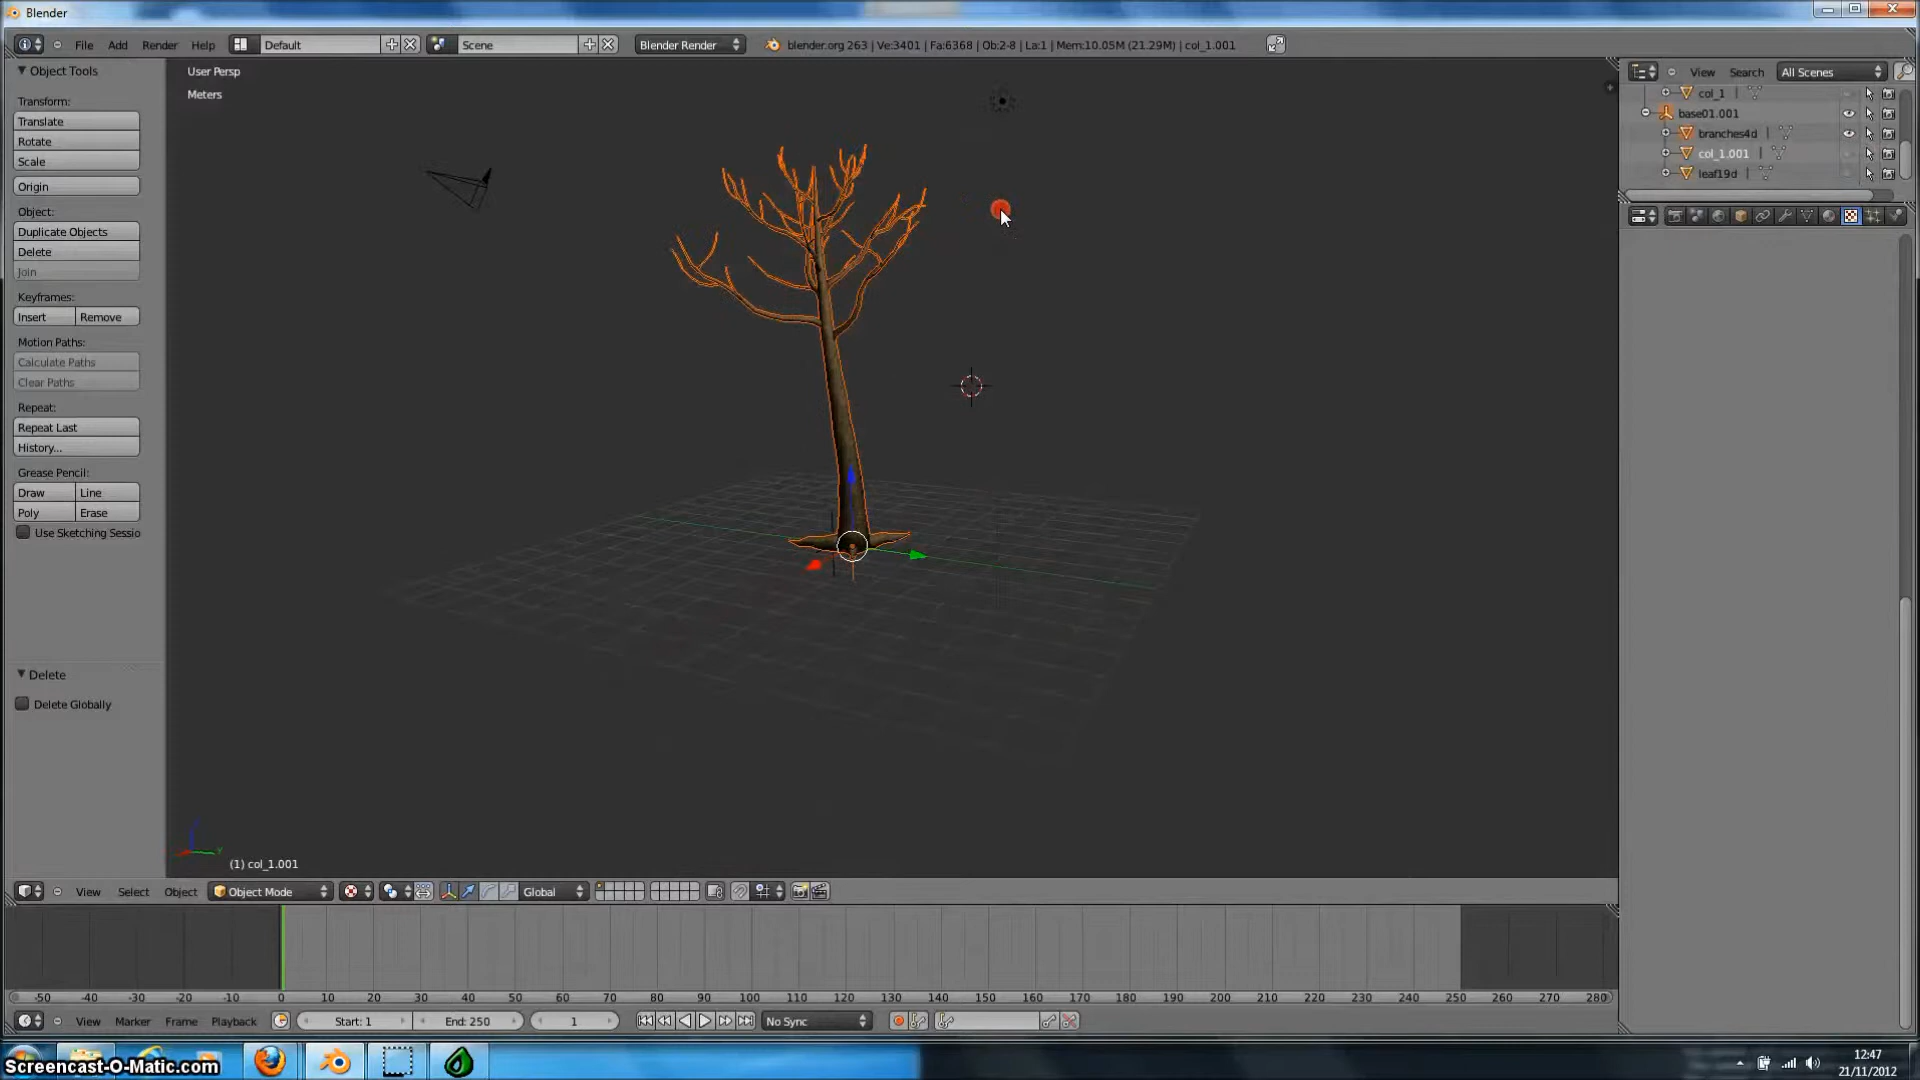 Blender
File Add Render Help Default Scene Blender Render blender.org 263 | Ve:3401 | Fa:6368 | Ob:2-8 | La:1 | Mem:10.05M (21.29M) | col_1.001
Object Tools
User Persp
Meters
View Search All Scenes
col_1
base01.001
branches4d
col_1.001
leaf19d
Transform:
Translate
Rotate
Scale
Origin
Object:
Duplicate Objects
Delete
Join
Keyframes:
Insert Remove
Motion Paths:
Calculate Paths
Clear Paths
Repeat:
Repeat Last
History...
Grease Pencil:
Draw Line
Poly Erase
Use Sketching Sessio
Delete
Delete Globally
(1) col_1.001
View Select Object Object Mode Global
-50 -40 -30 -20 -10 0 10 20 30 40 50 60 70 80 90 100 110 120 130 140 150 160 170 180 190 200 210 220 230 240 250 260 270 280
View Marker Frame Playback Start: 1 End: 250 1 No Sync
Screencast-O-Matic.com
12:47
21/11/2012